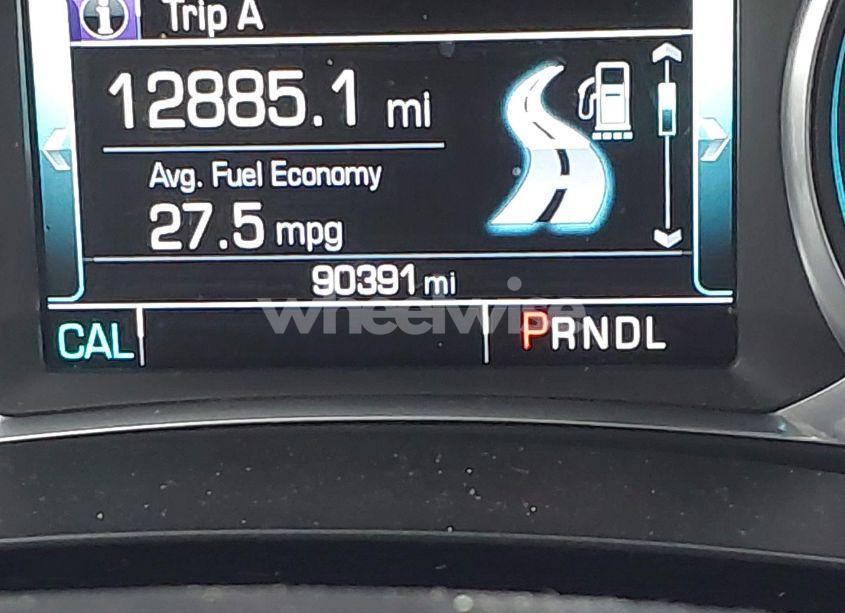 Trip A
12885.1 mi
Avg. Fuel Economy
27.5 mpg
90391 mi
wheelwise
CAL PRNDL